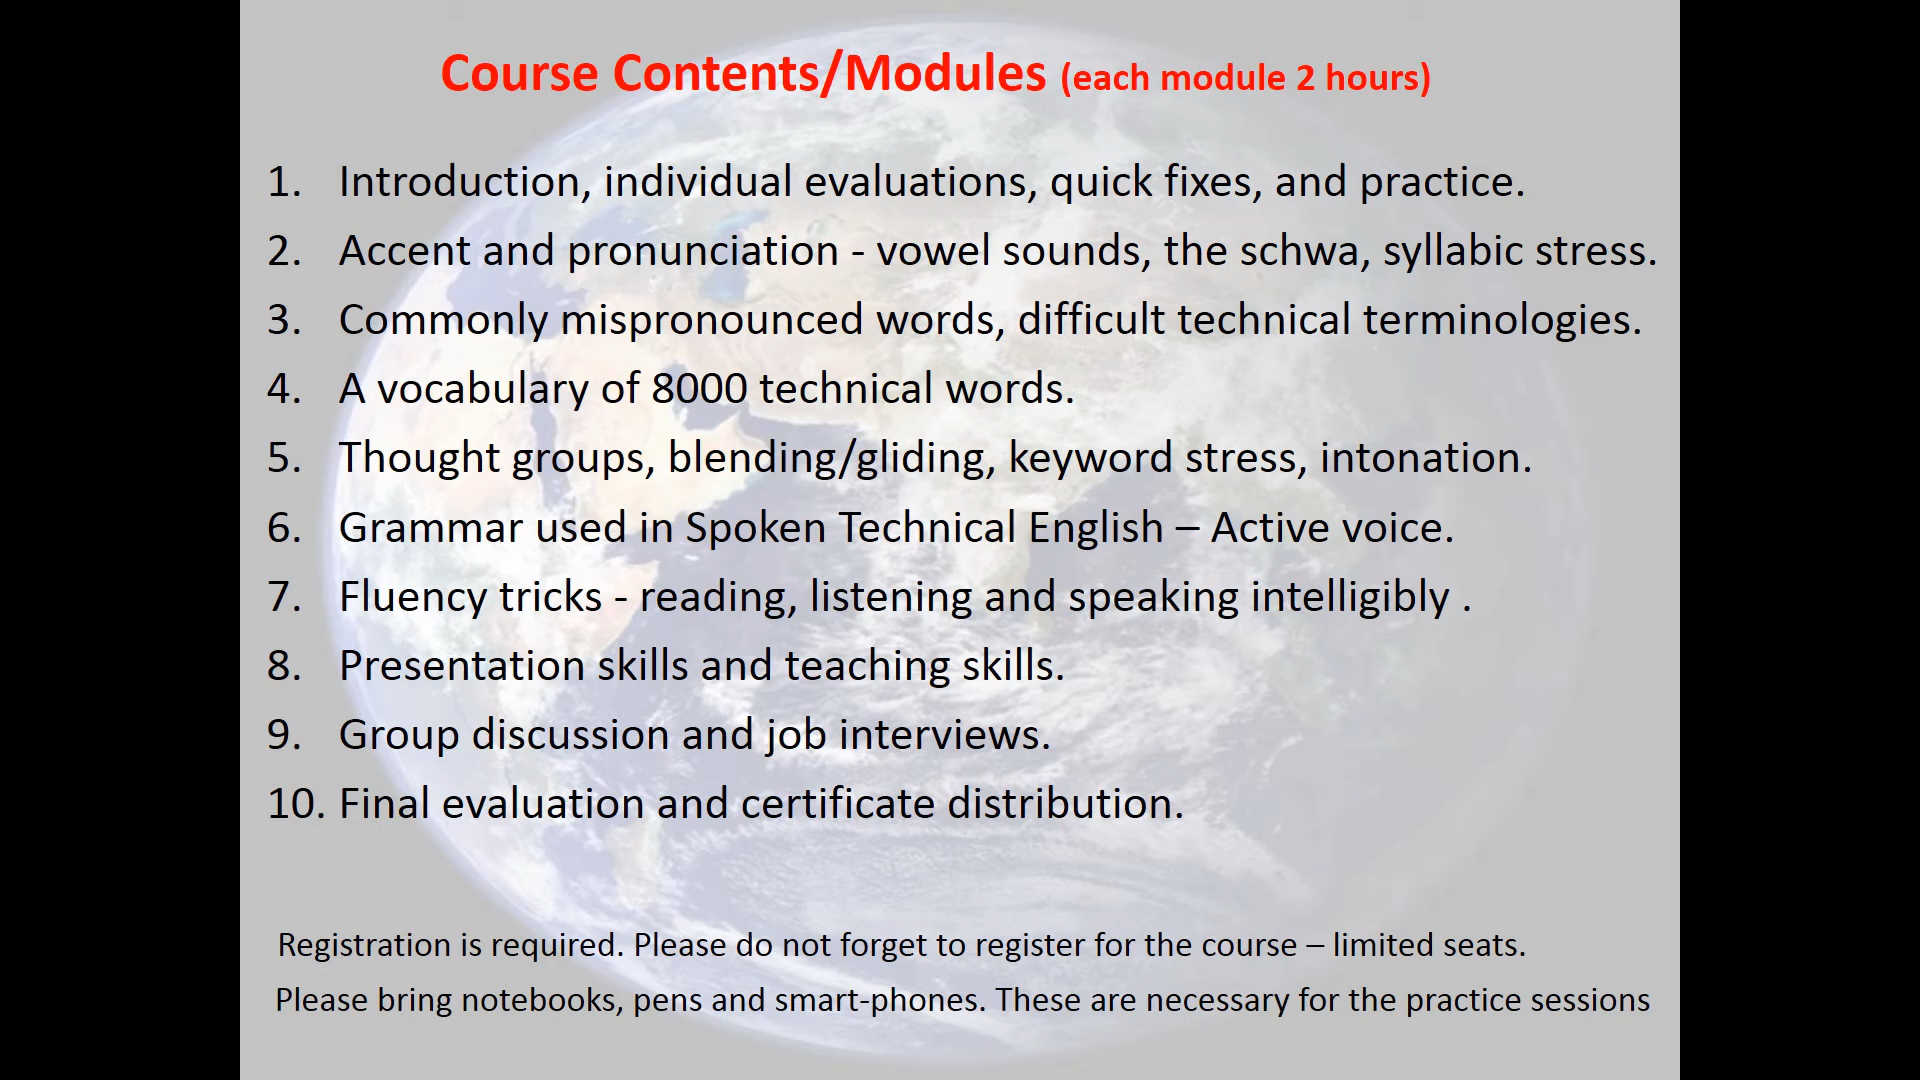 Course Contents/Modules (each module 2 hours)
1. Introduction, individual evaluations, quick fixes, and practice.
2. Accent and pronunciation - vowel sounds, the schwa, syllabic stress.
3. Commonly mispronounced words, difficult technical terminologies.
4. A vocabulary of 8000 technical words.
5. Thought groups, blending/gliding, keyword stress, intonation.
6. Grammar used in Spoken Technical English – Active voice.
7. Fluency tricks - reading, listening and speaking intelligibly .
8. Presentation skills and teaching skills.
9. Group discussion and job interviews.
10. Final evaluation and certificate distribution.
Registration is required. Please do not forget to register for the course – limited seats.
Please bring notebooks, pens and smart-phones. These are necessary for the practice sessions